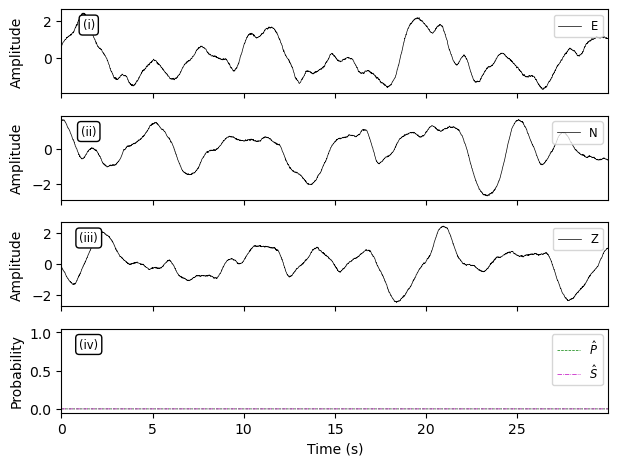 (i)
E
Amplitude
2
0
(ii)
N
Amplitude
0
−2
(iii)
Z
Amplitude
2
0
−2
(iv)
P̂
Ŝ
Probability
1.0
0.5
0.0
0 5 10 15 20 25
Time (s)